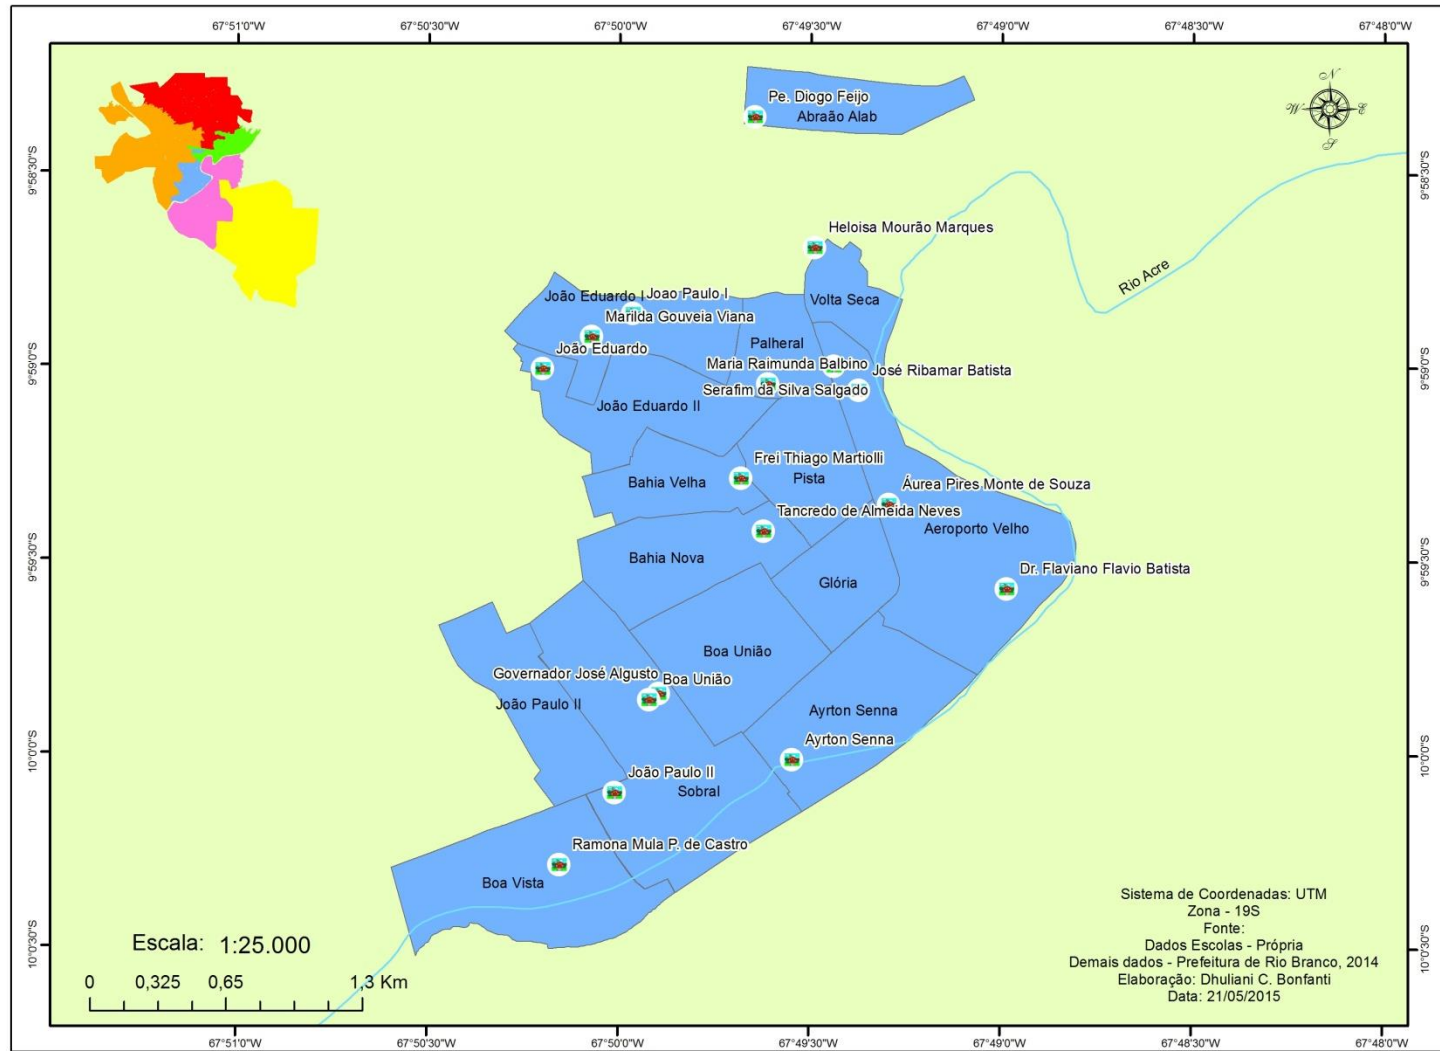 67°51'0"W 67°50'30"W 67°50'0"W 67°49'30"W 67°49'0"W 67°48'30"W 67°48'0"W
N
W E
S
Pe. Diogo Feijo
Abraão Alab
9°58'30"S 9°58'30"S
Heloisa Mourão Marques
Rio Acre
João Eduardo I Joao Paulo I
Volta Seca
Marilda Gouveia Viana
Palheral
João Eduardo
9°59'0"S 9°59'0"S
Maria Raimunda Balbino
José Ribamar Batista
Serafim da Silva Salgado
João Eduardo II
Frei Thiago Martiolli
Bahia Velha
Pista
Áurea Pires Monte de Souza
Tancredo de Almeida Neves
Aeroporto Velho
9°59'30"S 9°59'30"S
Bahia Nova
Dr. Flaviano Flavio Batista
Glória
Boa União
Governador José Algusto
Boa União
João Paulo II
Ayrton Senna
Ayrton Senna
10°0'0"S 10°0'0"S
João Paulo II
Sobral
Ramona Mula P. de Castro
Boa Vista
Sistema de Coordenadas: UTM
Zona - 19S
Fonte:
Dados Escolas - Própria
Demais dados - Prefeitura de Rio Branco, 2014
Elaboração: Dhuliani C. Bonfanti
Data: 21/05/2015
10°0'30"S 10°0'30"S
Escala: 1:25.000
0 0,325 0,65 1,3 Km
67°51'0"W 67°50'30"W 67°50'0"W 67°49'30"W 67°49'0"W 67°48'30"W 67°48'0"W